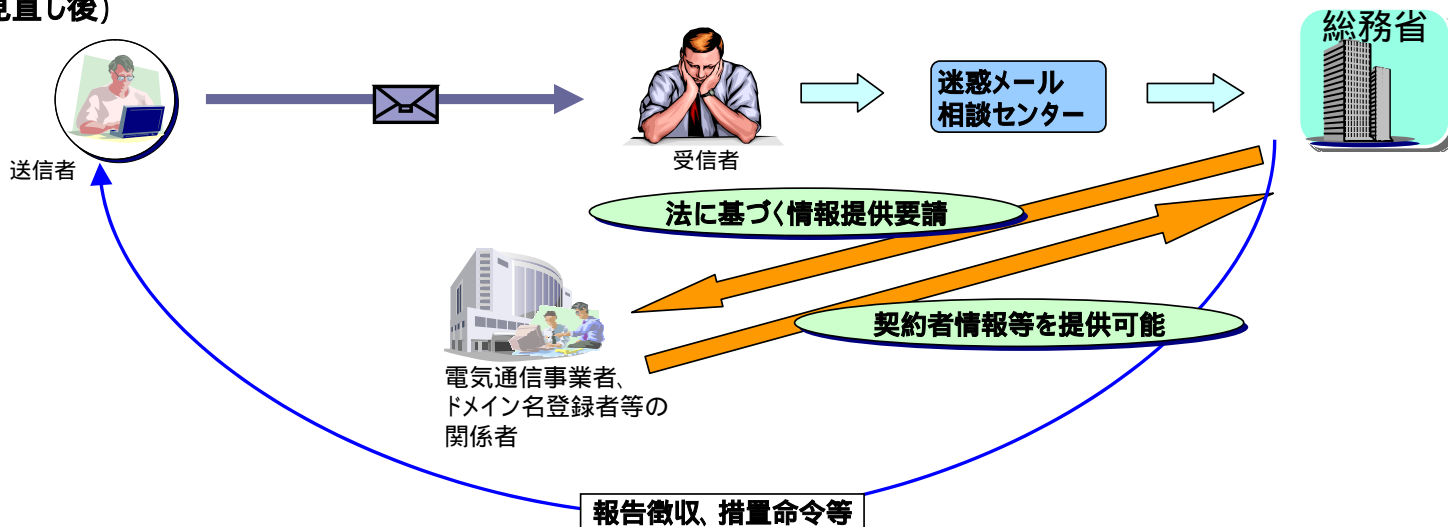 見直し後)
総務省
迷惑メール
相談センター
送信者
受信者
法に基づく情報提供要請
契約者情報等を提供可能
電気通信事業者、
ドメイン名登録者等の
関係者
報告徴収、措置命令等